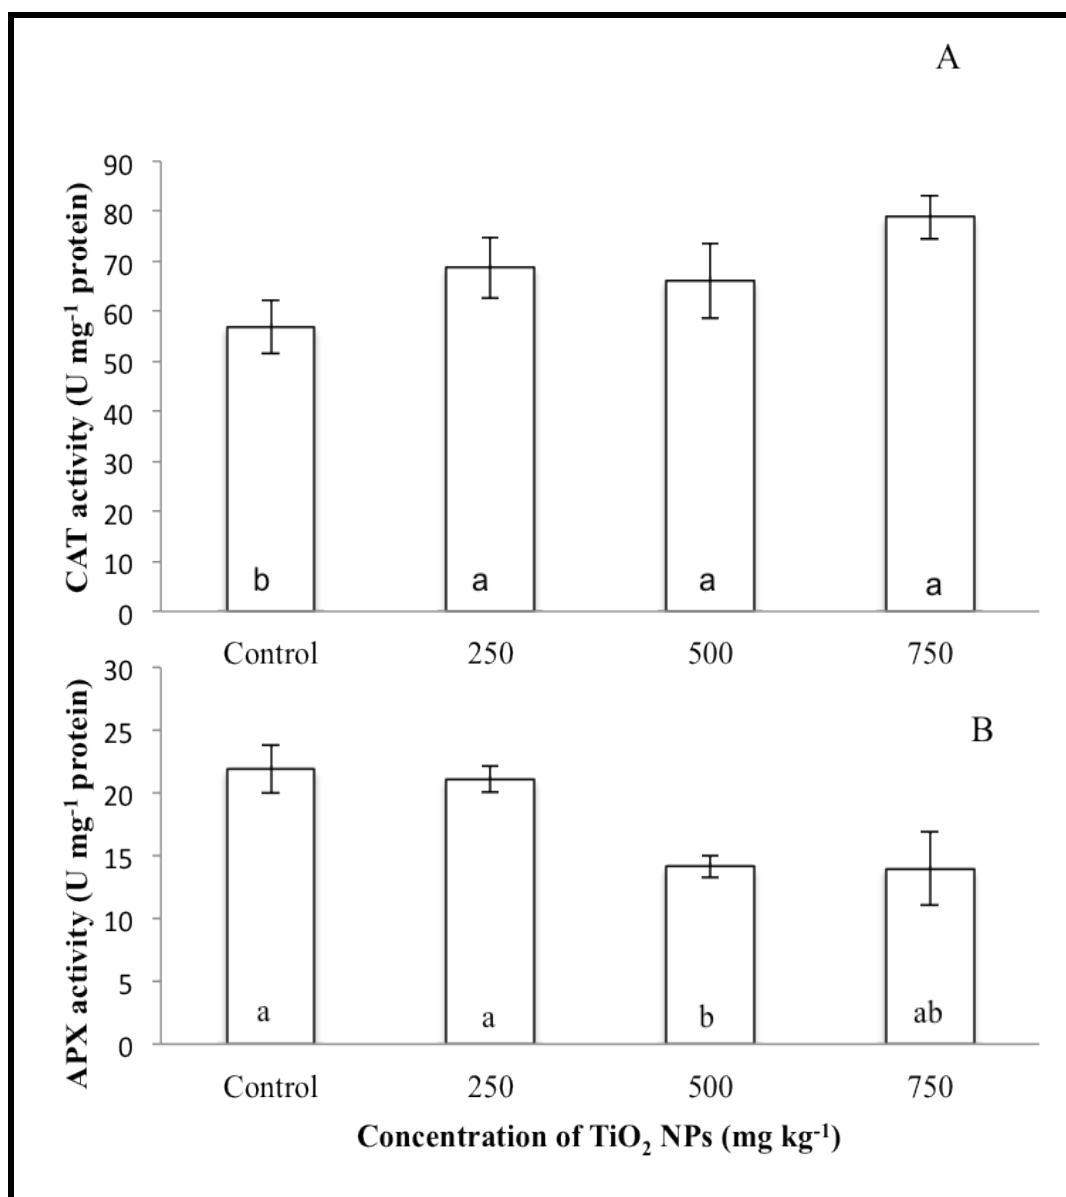 A
CAT activity (U mg⁻¹ protein)
90
80
70
60
50
40
30
20
10
0
b a a a
Control 250 500 750
B
APX activity (U mg⁻¹ protein)
30
25
20
15
10
5
0
a a b ab
Control 250 500 750
Concentration of TiO₂ NPs (mg kg⁻¹)